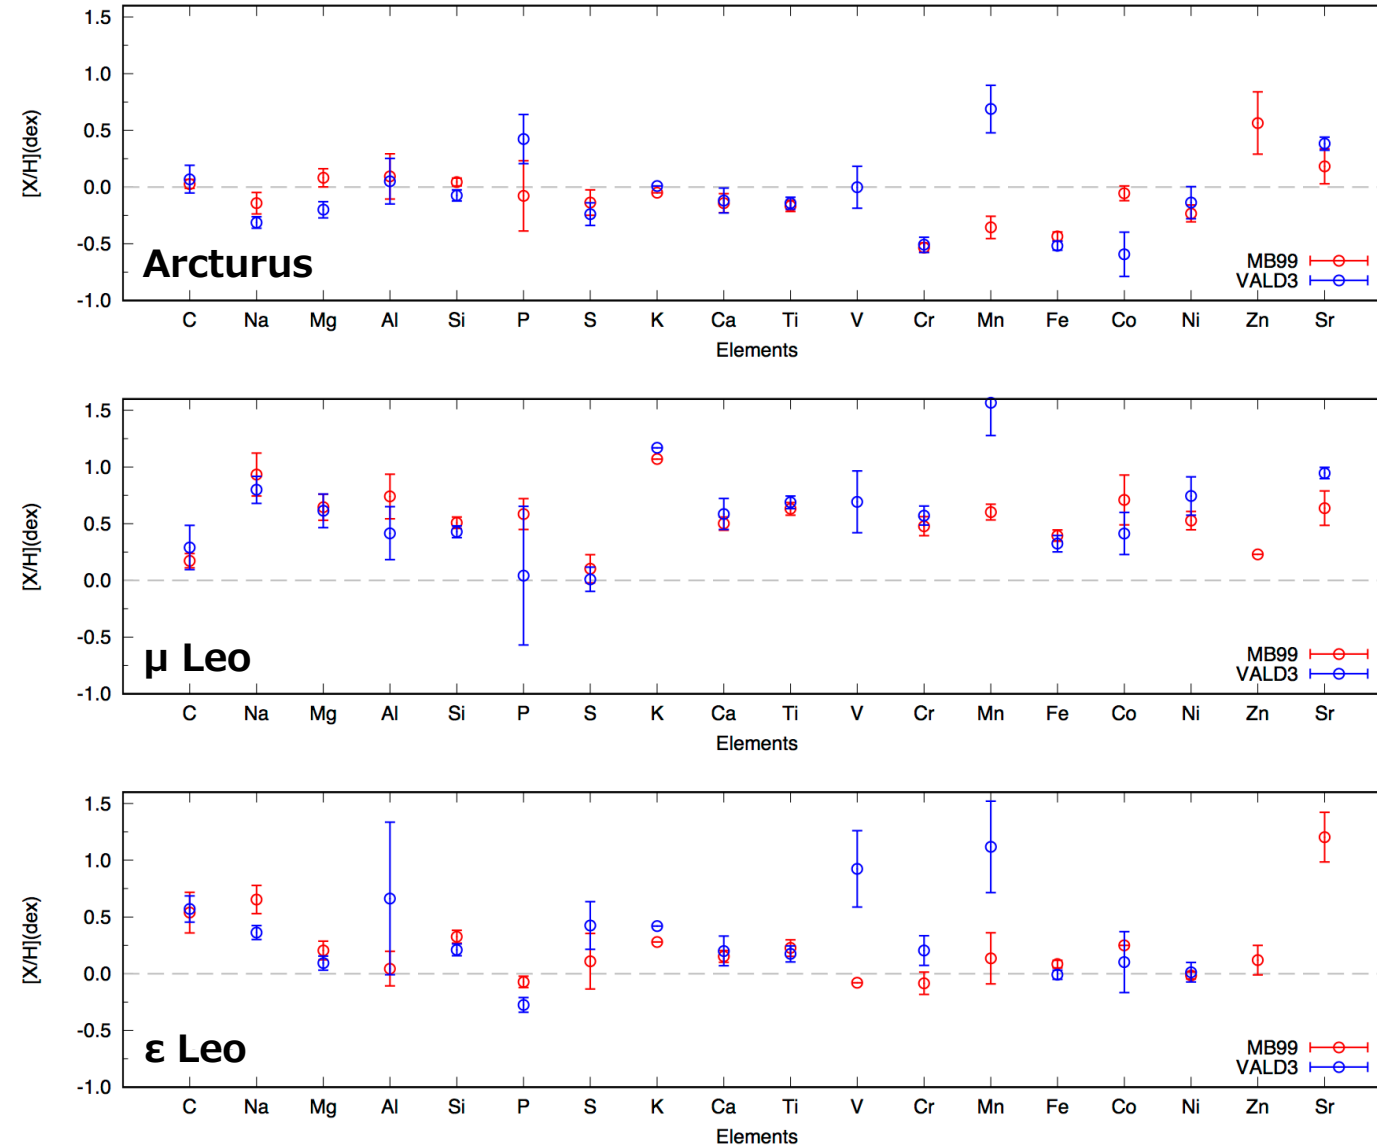 [X/H](dex)
1.5
1.0
0.5
0.0
-0.5
-1.0
Arcturus
MB99
VALD3
C Na Mg Al Si P S K Ca Ti V Cr Mn Fe Co Ni Zn Sr
Elements
[X/H](dex)
1.5
1.0
0.5
0.0
-0.5
-1.0
μ Leo
MB99
VALD3
C Na Mg Al Si P S K Ca Ti V Cr Mn Fe Co Ni Zn Sr
Elements
[X/H](dex)
1.5
1.0
0.5
0.0
-0.5
-1.0
ε Leo
MB99
VALD3
C Na Mg Al Si P S K Ca Ti V Cr Mn Fe Co Ni Zn Sr
Elements